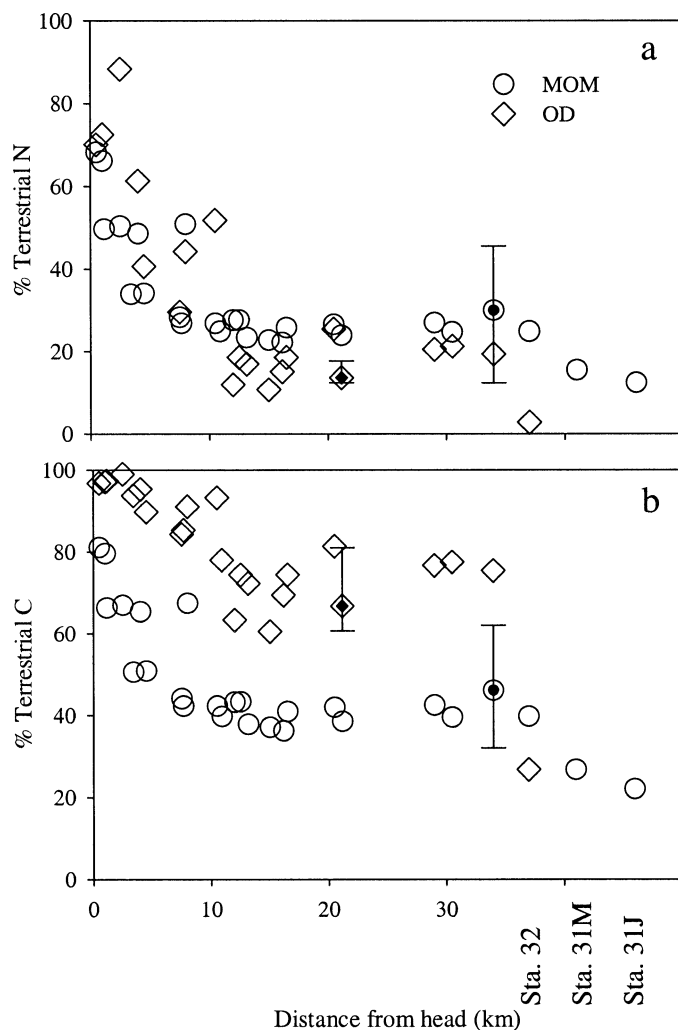 a
100
80
60
40
20
0
% Terrestrial N
MOM
OD
b
100
80
60
40
20
0
% Terrestrial C
0 10 20 30
Sta. 32
Sta. 31M
Sta. 31J
Distance from head (km)